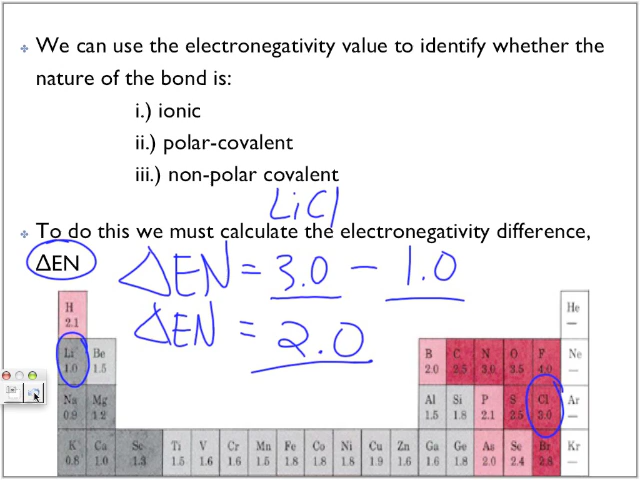 We can use the electronegativity value to identify whether the
nature of the bond is:
i.) ionic
ii.) polar-covalent
iii.) non-polar covalent
LiCl
To do this we must calculate the electronegativity difference,
ΔEN
ΔEN = 3.0 - 1.0
ΔEN = 2.0
H He
2.1 —
Li Be B C N O F Ne
1.0 1.5 2.0 2.5 3.0 3.5 4.0 —
Na Mg Al Si P S Cl Ar
0.9 1.2 1.5 1.8 2.1 2.5 3.0 —
K Ca Sc Ti V Cr Mn Fe Co Ni Cu Zn Ga Ge As Se Br Kr
0.8 1.0 1.3 1.5 1.6 1.6 1.5 1.8 1.8 1.8 1.9 1.6 1.6 1.8 2.0 2.4 2.8 —